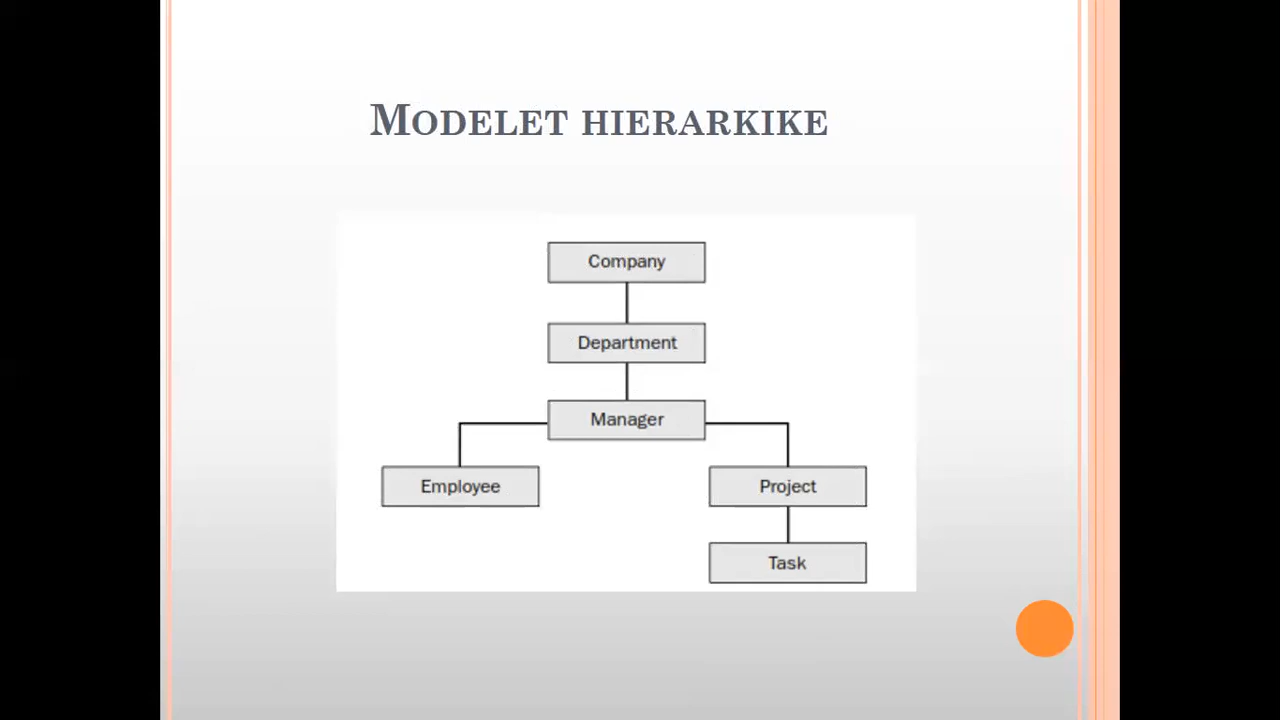 MODELET HIERARKIKE
Company
Department
Manager
Employee
Project
Task